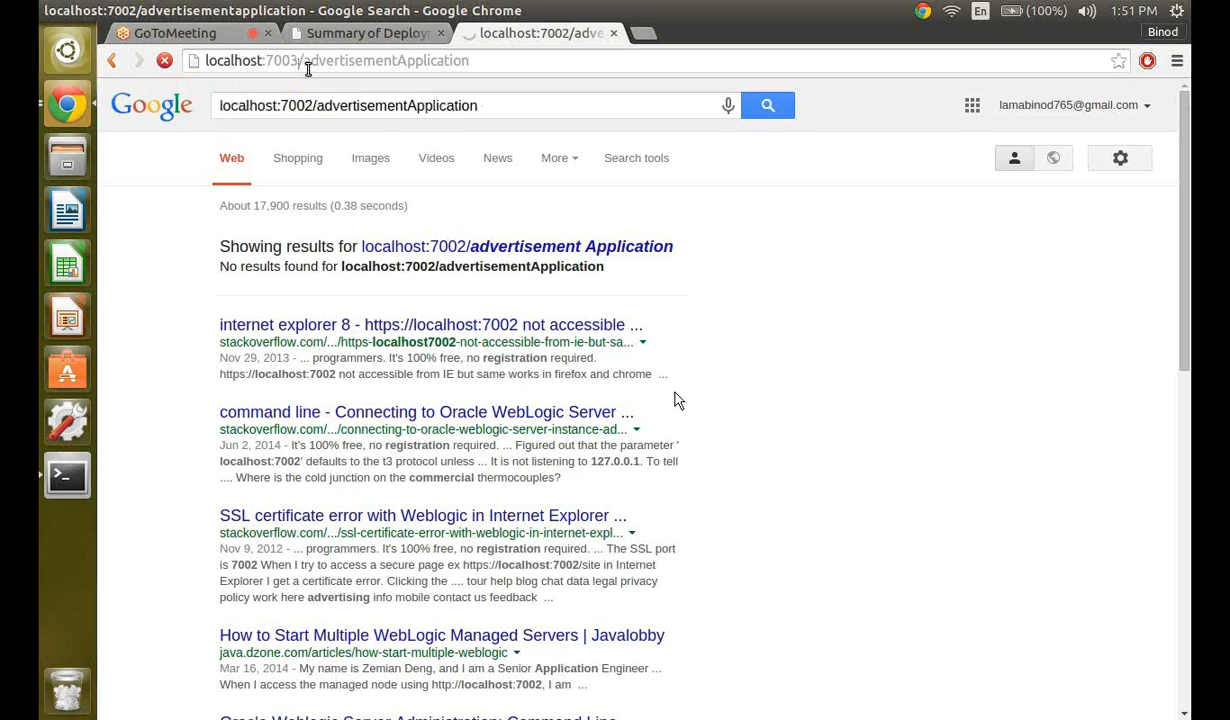 localhost:7002/advertisementapplication - Google Search - Google Chrome
En
(100%)
1:51 PM
GoToMeeting
Summary of Deploy
localhost:7003/adve
Binod
localhost:7003/advertisementApplication
Google
localhost:7002/advertisementApplication
lamabinod765@gmail.com
Web
Shopping
Images
Videos
News
More
Search tools
About 17,900 results (0.38 seconds)
Showing results for localhost:7002/advertisement Application
No results found for localhost:7002/advertisementApplication
internet explorer 8 - https://localhost:7002 not accessible ...
stackoverflow.com/.../https-localhost7002-not-accessible-from-ie-but-sa...
Nov 29, 2013 - ... programmers. It's 100% free, no registration required.
https://localhost:7002 not accessible from IE but same works in firefox and chrome ...
command line - Connecting to Oracle WebLogic Server ...
stackoverflow.com/.../connecting-to-oracle-weblogic-server-instance-ad...
Jun 2, 2014 - It's 100% free, no registration required. ... Figured out that the parameter '
localhost:7002' defaults to the t3 protocol unless ... It is not listening to 127.0.0.1. To tell
.... Where is the cold junction on the commercial thermocouples?
SSL certificate error with Weblogic in Internet Explorer ...
stackoverflow.com/.../ssl-certificate-error-with-weblogic-in-internet-expl...
Nov 9, 2012 - ... programmers. It's 100% free, no registration required. ... The SSL port
is 7002 When I try to access a secure page ex https://localhost:7002/site in Internet
Explorer I get a certificate error. Clicking the .... tour help blog chat data legal privacy
policy work here advertising info mobile contact us feedback ...
How to Start Multiple WebLogic Managed Servers | Javalobby
java.dzone.com/articles/how-start-multiple-weblogic
Mar 16, 2014 - My name is Zemian Deng, and I am a Senior Application Engineer ...
When I access the managed node using http://localhost:7002, I am ...
Oracle Weblogic Server Administration: Command Line